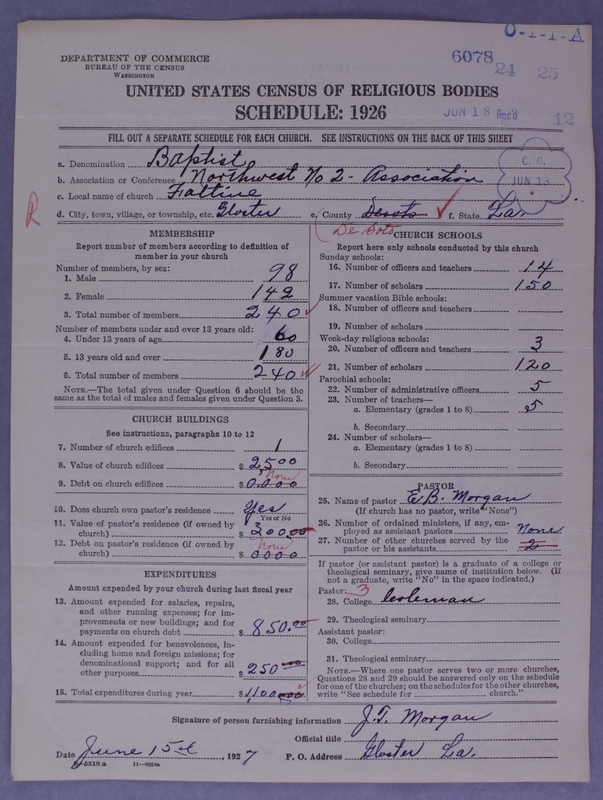 O-1-1-A
6078
24 25
DEPARTMENT OF COMMERCE
BUREAU OF THE CENSUS
WASHINGTON
UNITED STATES CENSUS OF RELIGIOUS BODIES
SCHEDULE: 1926
JUN 18 Rec'd 12
FILL OUT A SEPARATE SCHEDULE FOR EACH CHURCH. SEE INSTRUCTIONS ON THE BACK OF THIS SHEET
C. C.
JUN 18
a. Denomination Baptist
b. Association or Conference Northwest No 2 - Association
c. Local name of church Faltine
R
d. City, town, village, or township, etc. Gloster e. County Desoto f. State La.
De Soto
MEMBERSHIP
Report number of members according to definition of member in your church
Number of members, by sex:
1. Male 98
2. Female 142
3. Total number of members 240
Number of members under and over 13 years old:
4. Under 13 years of age 60
5. 13 years old and over 180
6. Total number of members 240
NOTE.—The total given under Question 6 should be the same as the total of males and females given under Question 3.
CHURCH BUILDINGS
See instructions, paragraphs 10 to 12
7. Number of church edifices 1
8. Value of church edifices $ 2500
None
9. Debt on church edifices $ 0.000
10. Does church own pastor's residence Yes
Yes or No
11. Value of pastor's residence (if owned by church) $ 30000
None
12. Debt on pastor's residence (if owned by church) $ 0000
EXPENDITURES
Amount expended by your church during last fiscal year
13. Amount expended for salaries, repairs, and other running expenses; for improvements or new buildings; and for payments on church debt $ 850.00
14. Amount expended for benevolences, including home and foreign missions; for denominational support; and for all other purposes $ 250.00
15. Total expenditures during year $ 1,100.00
CHURCH SCHOOLS
Report here only schools conducted by this church
Sunday schools:
16. Number of officers and teachers 14
17. Number of scholars 150
Summer vacation Bible schools:
18. Number of officers and teachers
19. Number of scholars
Week-day religious schools:
20. Number of officers and teachers 3
21. Number of scholars 120
Parochial schools:
22. Number of administrative officers 5
23. Number of teachers—
a. Elementary (grades 1 to 8) 5
b. Secondary
24. Number of scholars—
a. Elementary (grades 1 to 8)
b. Secondary
PASTOR
25. Name of pastor E. B. Morgan
(If church has no pastor, write "None")
26. Number of ordained ministers, if any, employed as assistant pastors None
27. Number of other churches served by the pastor or his assistants 2
If pastor (or assistant pastor) is a graduate of a college or theological seminary, give name of institution below. (If not a graduate, write "No" in the space indicated.)
Pastor: 3
28. College Coleman
29. Theological seminary
Assistant pastor:
30. College
31. Theological seminary
NOTE.—Where one pastor serves two or more churches, Questions 28 and 29 should be answered only on the schedule for one of the churches; on the schedules for the other churches, write "See schedule for church."
Signature of person furnishing information J. T. Morgan
Official title
Date June 15th, 1927 P. O. Address Gloster La.
5518 a 11—9054a